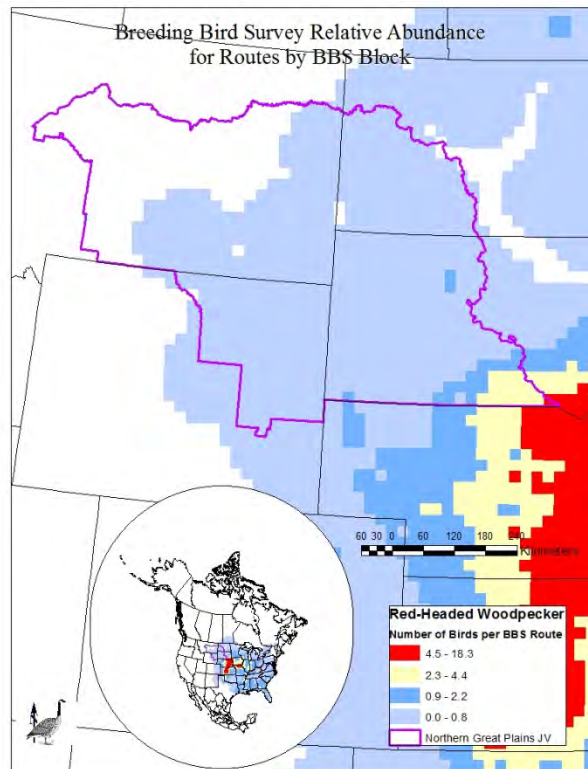 Breeding Bird Survey Relative Abundance
for Routes by BBS Block
60 30 0 60 120 180 240
Kilometers
Red-Headed Woodpecker
Number of Birds per BBS Route
4.5 - 18.3
2.3 - 4.4
0.9 - 2.2
0.0 - 0.8
Northern Great Plains JV